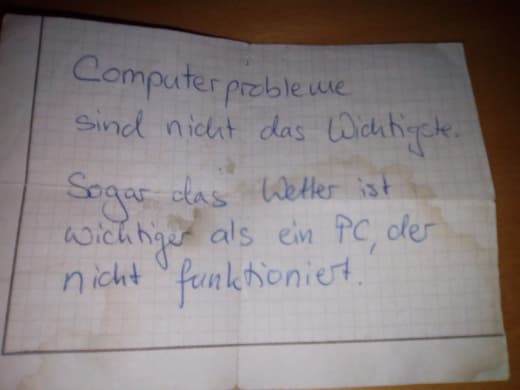 Computerprobleme
sind nicht das Wichtigste.
Sogar das Wetter ist
wichtiger als ein PC, der
nicht funktioniert.